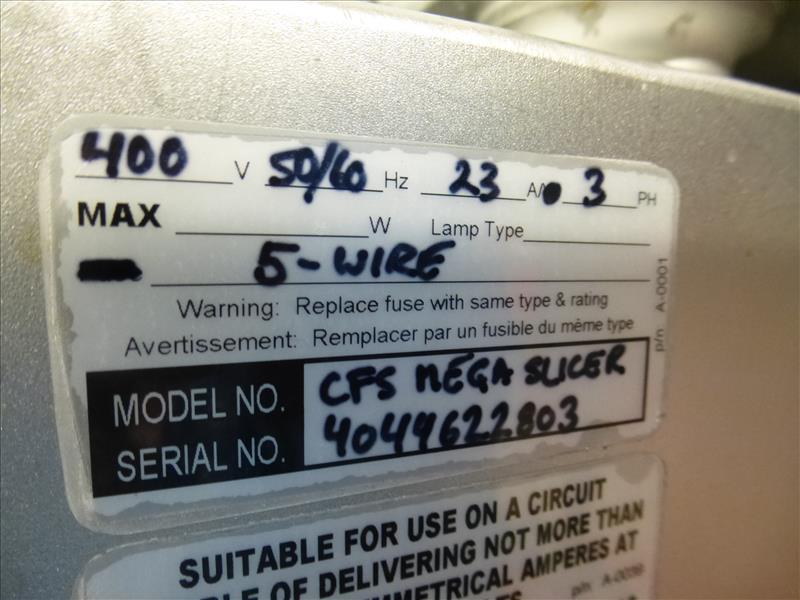 400 V 50/60 Hz 23 A/ 3 PH
MAX W Lamp Type
5-WIRE
Warning: Replace fuse with same type & rating
Avertissement: Remplacer par un fusible du même type
p/n A-0001
MODEL NO. CFS MEGA SLICER
SERIAL NO. 4044622803
SUITABLE FOR USE ON A CIRCUIT
OF DELIVERING NOT MORE THAN
AMPERES AT
p/n A-0039